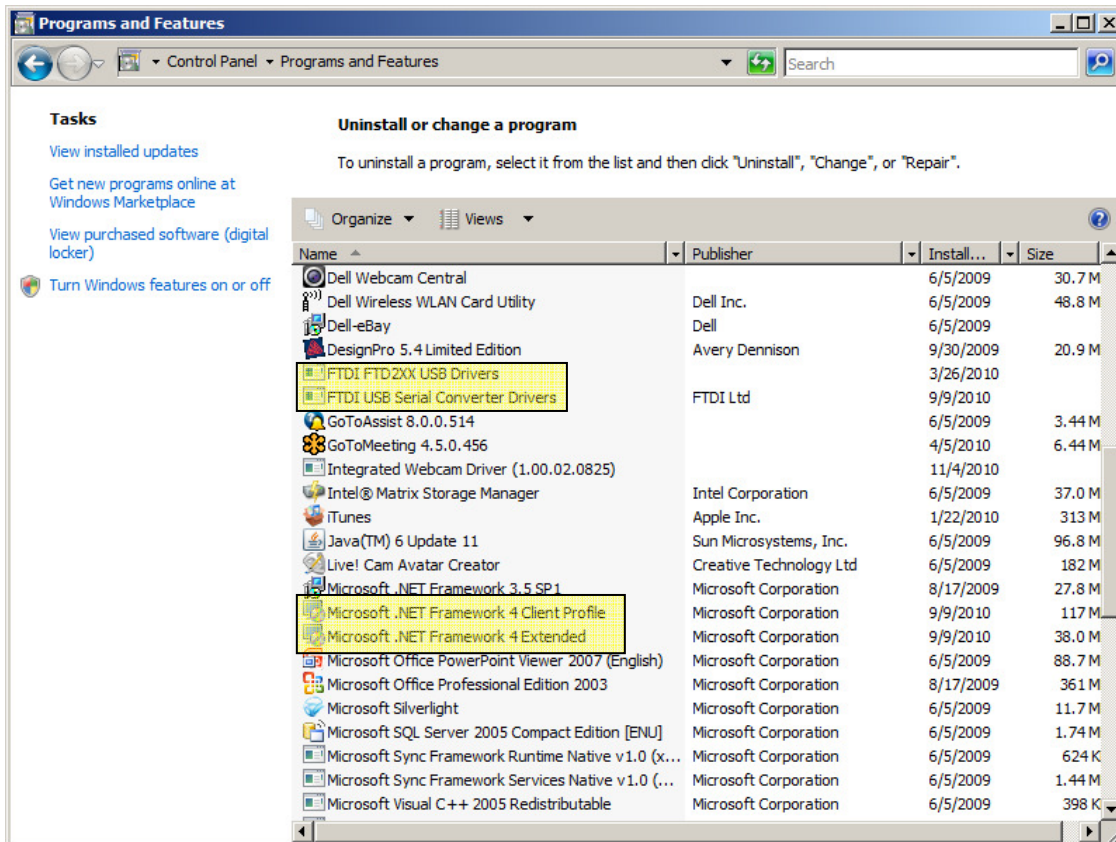 Programs and Features
Control Panel Programs and Features Search
Tasks
View installed updates
Get new programs online at
Windows Marketplace
View purchased software (digital
locker)
Turn Windows features on or off
Uninstall or change a program
To uninstall a program, select it from the list and then click "Uninstall", "Change", or "Repair".
Organize Views
Name Publisher Install... Size
Dell Webcam Central 6/5/2009 30.7 M
Dell Wireless WLAN Card Utility Dell Inc. 6/5/2009 48.8 M
Dell-eBay Dell 6/5/2009
DesignPro 5.4 Limited Edition Avery Dennison 9/30/2009 20.9 M
FTDI FTD2XX USB Drivers 3/26/2010
FTDI USB Serial Converter Drivers FTDI Ltd 9/9/2010
GoToAssist 8.0.0.514 6/5/2009 3.44 M
GoToMeeting 4.5.0.456 4/5/2010 6.44 M
Integrated Webcam Driver (1.00.02.0825) 11/4/2010
Intel® Matrix Storage Manager Intel Corporation 6/5/2009 37.0 M
iTunes Apple Inc. 1/22/2010 313 M
Java(TM) 6 Update 11 Sun Microsystems, Inc. 6/5/2009 96.8 M
Live! Cam Avatar Creator Creative Technology Ltd 6/5/2009 182 M
Microsoft .NET Framework 3.5 SP1 Microsoft Corporation 8/17/2009 27.8 M
Microsoft .NET Framework 4 Client Profile Microsoft Corporation 9/9/2010 117 M
Microsoft .NET Framework 4 Extended Microsoft Corporation 9/9/2010 38.0 M
Microsoft Office PowerPoint Viewer 2007 (English) Microsoft Corporation 6/5/2009 88.7 M
Microsoft Office Professional Edition 2003 Microsoft Corporation 8/17/2009 361 M
Microsoft Silverlight Microsoft Corporation 6/5/2009 11.7 M
Microsoft SQL Server 2005 Compact Edition [ENU] Microsoft Corporation 6/5/2009 1.74 M
Microsoft Sync Framework Runtime Native v1.0 (x... Microsoft Corporation 6/5/2009 624 K
Microsoft Sync Framework Services Native v1.0 (... Microsoft Corporation 6/5/2009 1.44 M
Microsoft Visual C++ 2005 Redistributable Microsoft Corporation 6/5/2009 398 K